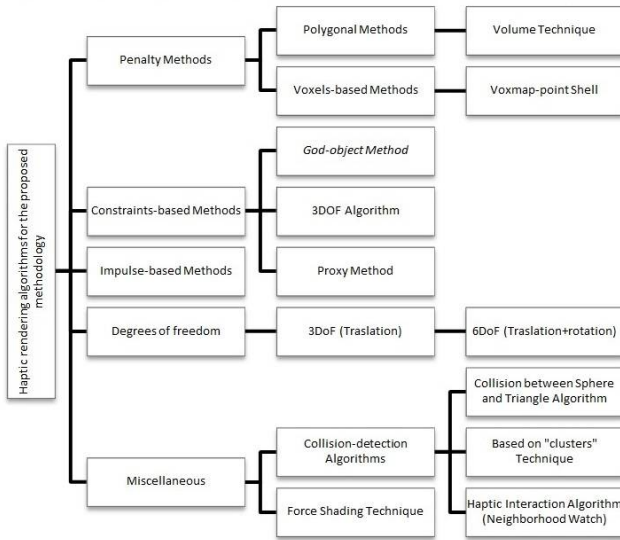 Haptic rendering algorithms for the proposed
methodology
Penalty Methods
Polygonal Methods
Volume Technique
Voxels-based Methods
Voxmap-point Shell
Constraints-based Methods
God-object Method
3DOF Algorithm
Proxy Method
Impulse-based Methods
Degrees of freedom
3DoF (Traslation)
6DoF (Traslation+rotation)
Miscellaneous
Collision-detection
Algorithms
Collision between Sphere
and Triangle Algorithm
Based on "clusters"
Technique
Haptic Interaction Algorithm
(Neighborhood Watch)
Force Shading Technique